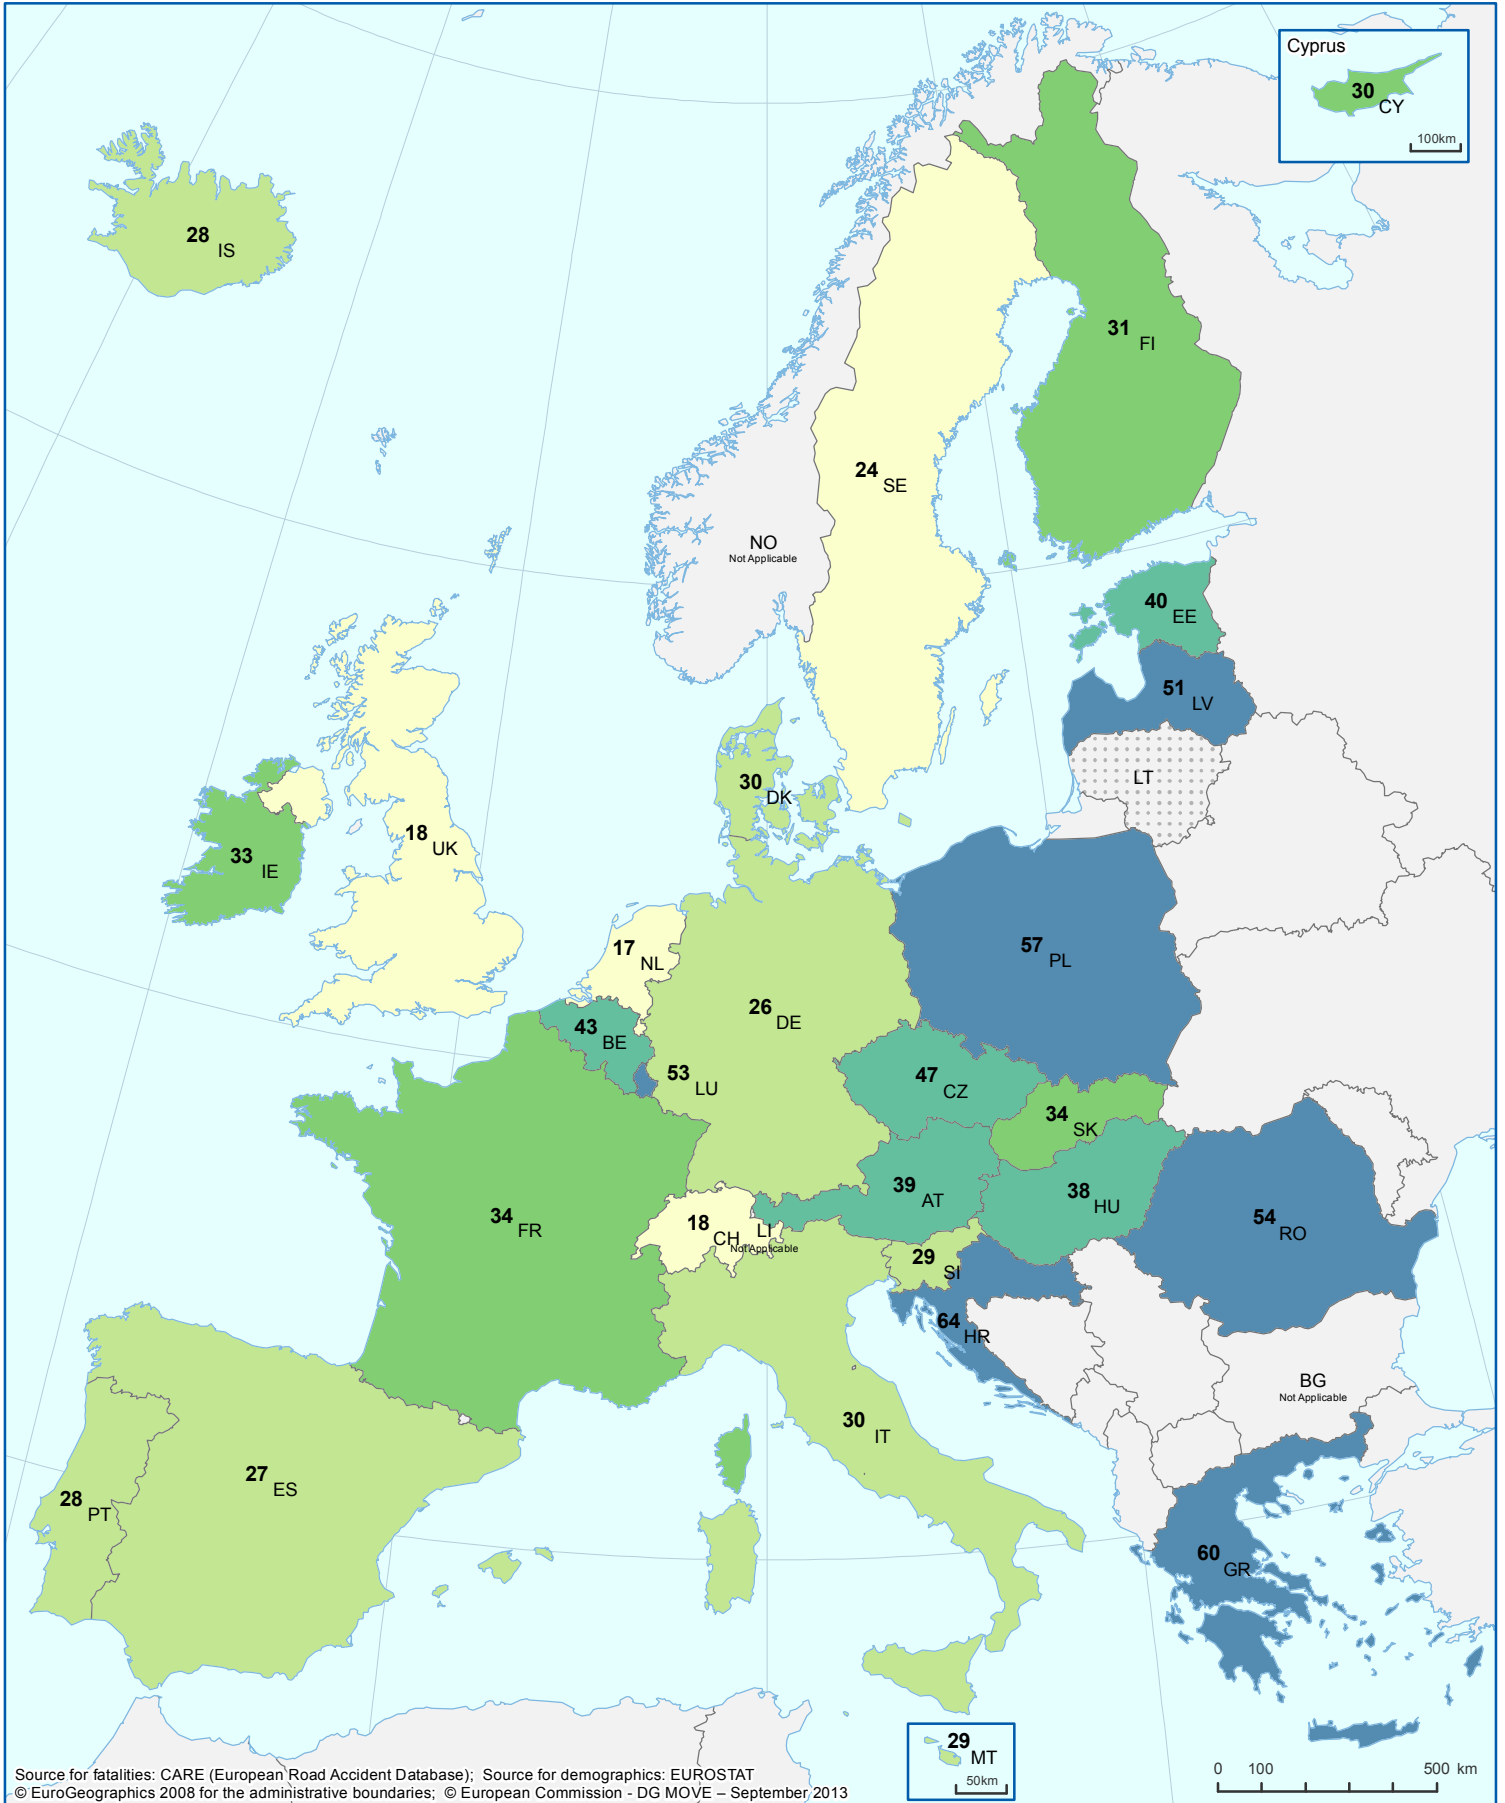 Cyprus
30 CY
100km
28 IS
31 FI
24 SE
NO
Not Applicable
40 EE
51 LV
LT
30 DK
18 UK
33 IE
17 NL
57 PL
26 DE
43 BE
53 LU
47 CZ
34 SK
39 AT
38 HU
34 FR
18 CH
LI
Not Applicable
54 RO
29 SI
64 HR
BG
Not Applicable
30 IT
27 ES
28 PT
60 GR
29 MT
50km
0 100 500 km
Source for fatalities: CARE (European Road Accident Database); Source for demographics: EUROSTAT
© EuroGeographics 2008 for the administrative boundaries; © European Commission - DG MOVE – September 2013